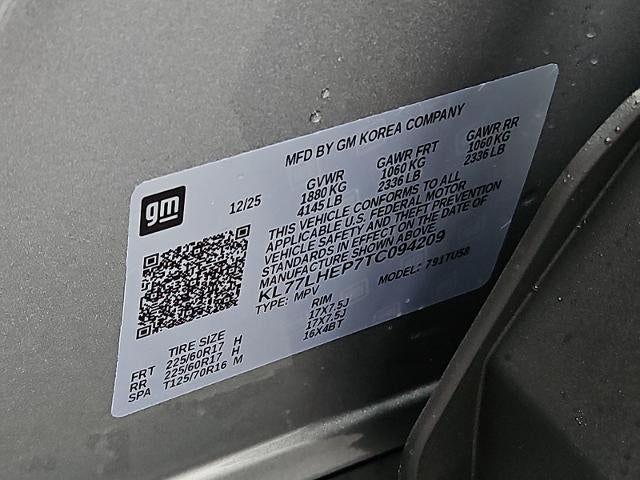 MFD BY GM KOREA COMPANY
gm
12/25
GVWR
1880 KG
4145 LB
GAWR FRT
1060 KG
2336 LB
GAWR RR
1060 KG
2336 LB
THIS VEHICLE CONFORMS TO ALL
APPLICABLE U.S. FEDERAL MOTOR
VEHICLE SAFETY AND THEFT PREVENTION
STANDARDS IN EFFECT ON THE DATE OF
MANUFACTURE SHOWN ABOVE.
KL77LHEP7TC094209
TYPE: MPV
MODEL: 791TU58
TIRE SIZE RIM
FRT 225/60R17 H 17X7.5J
RR 225/60R17 H 17X7.5J
SPA T125/70R16 M 16X4BT